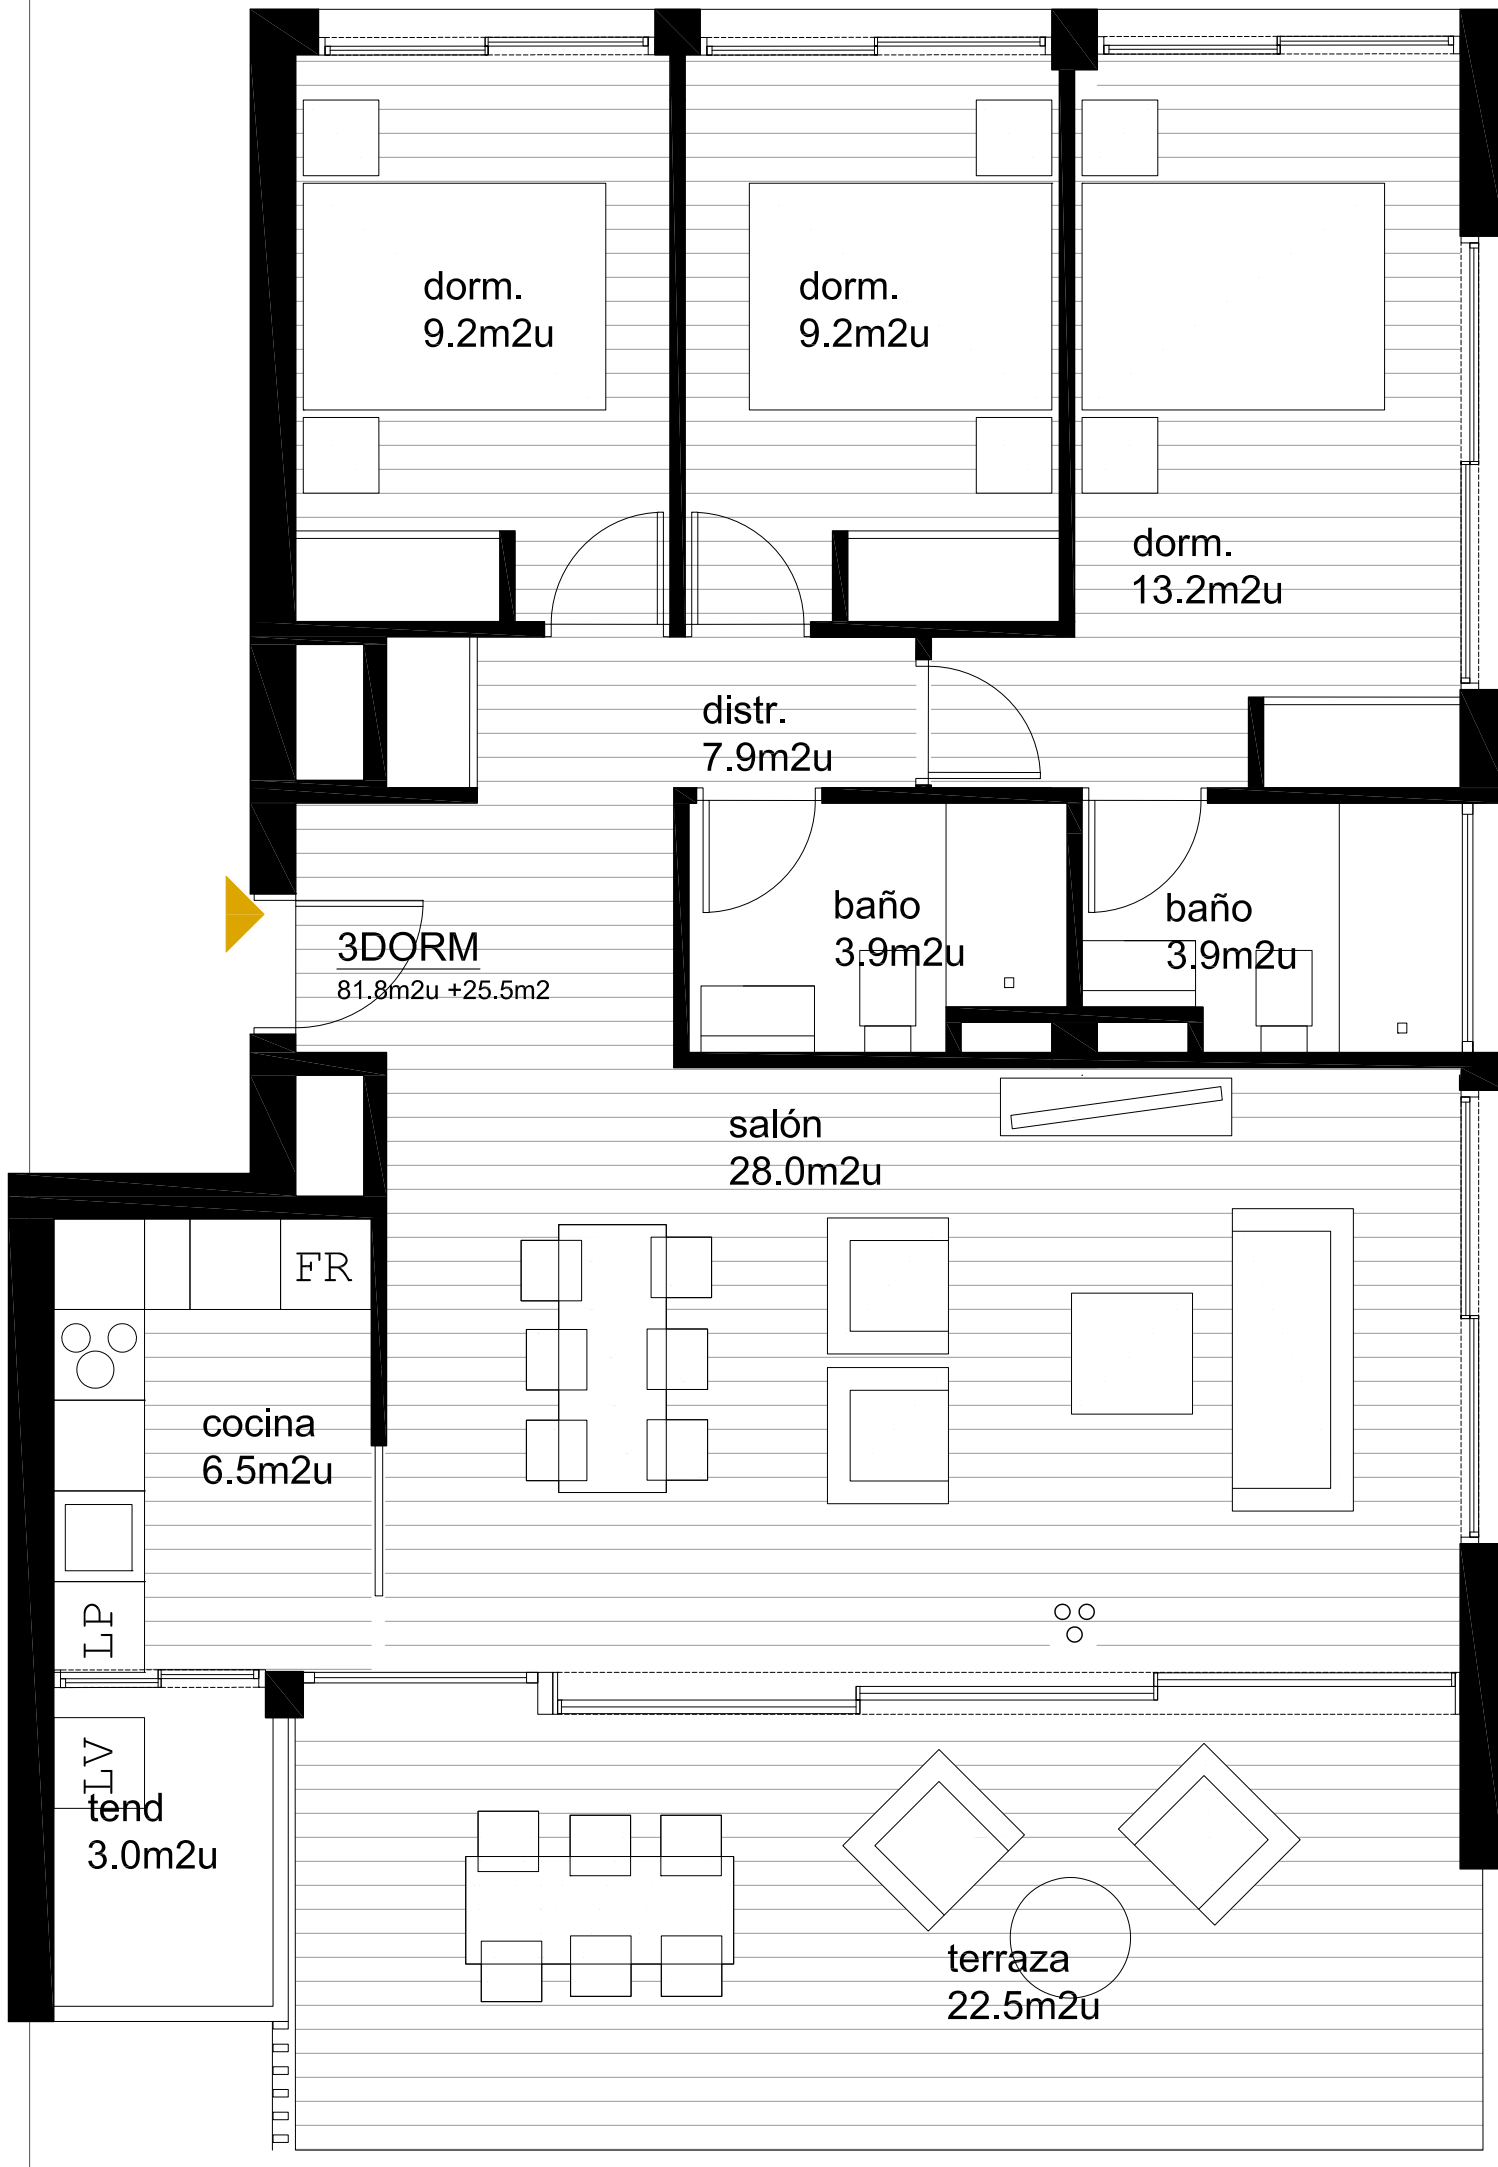 dorm.
9.2m2u
dorm.
9.2m2u
dorm.
13.2m2u
distr.
7.9m2u
baño
3.9m2u
baño
3.9m2u
3DORM
81.8m2u +25.5m2
salón
28.0m2u
FR
cocina
6.5m2u
LP
LV
tend
3.0m2u
terraza
22.5m2u